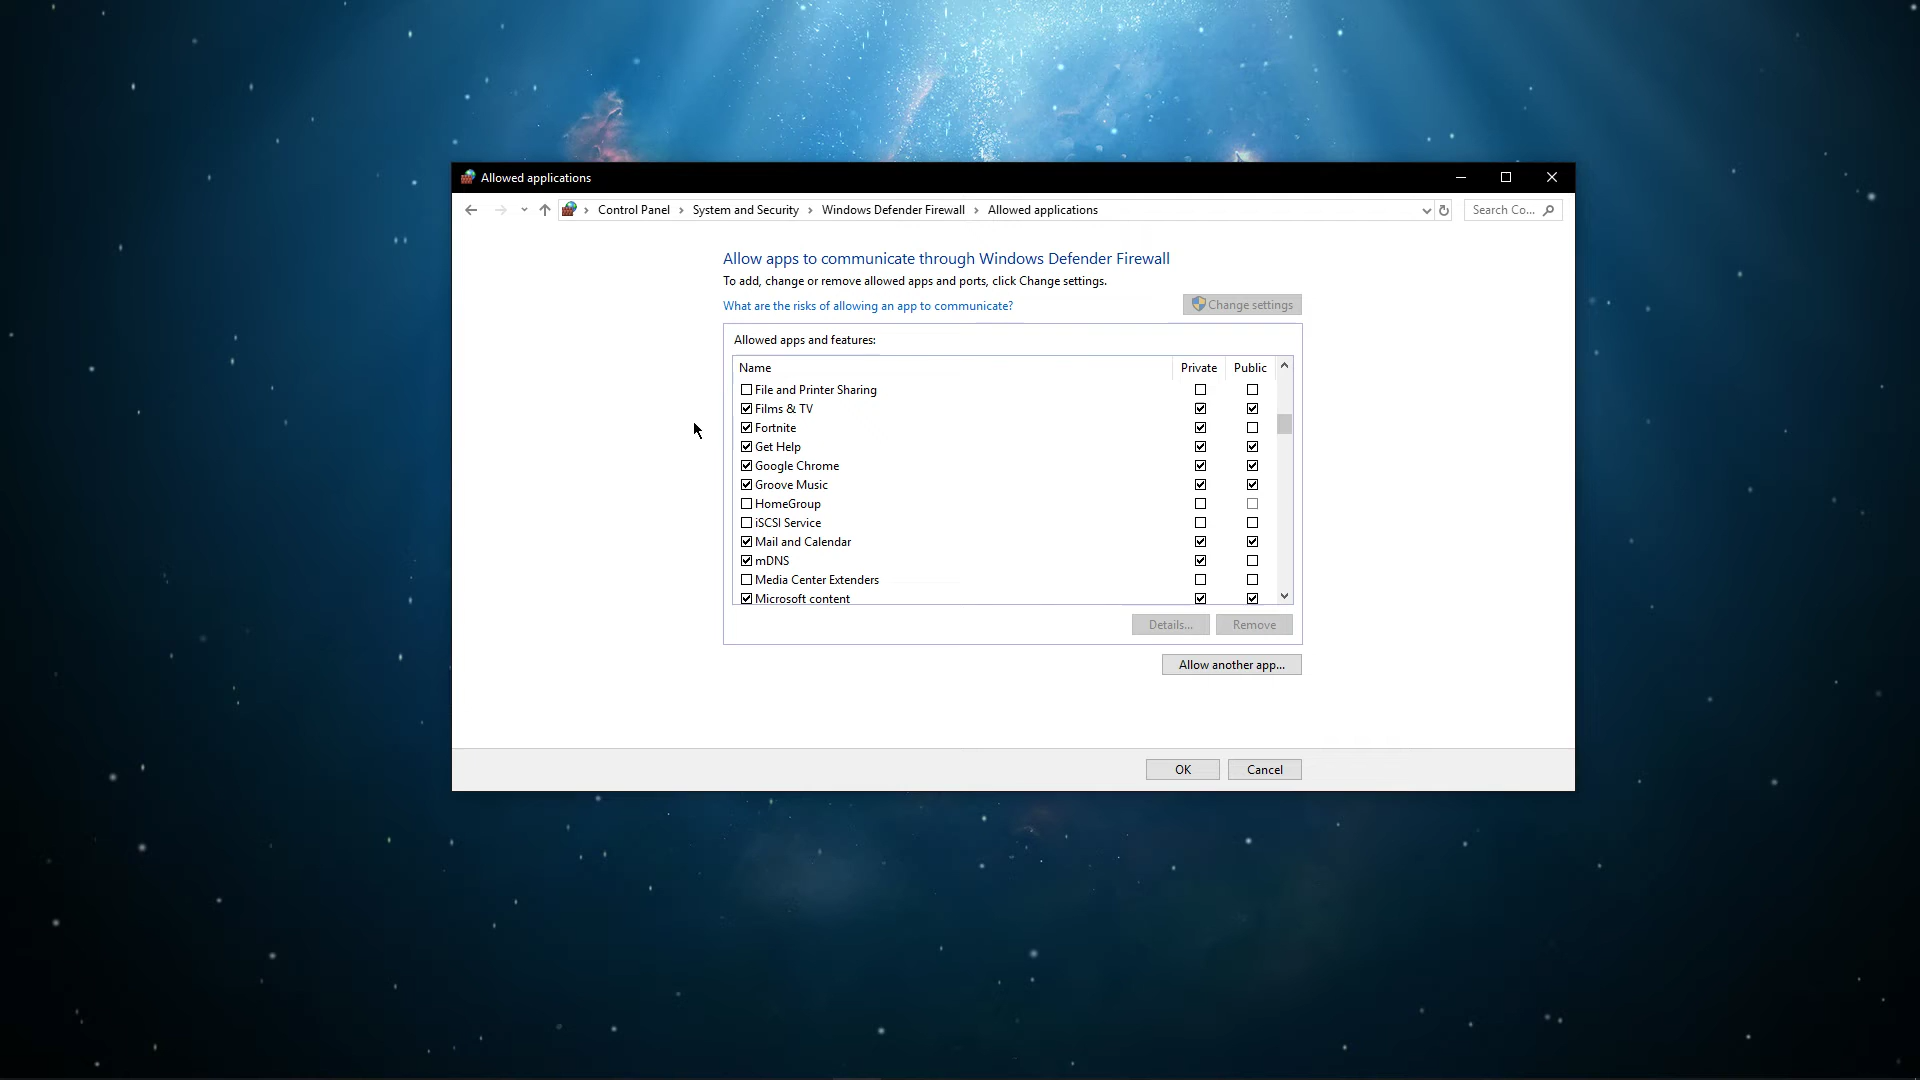 Allowed applications
Control Panel > System and Security > Windows Defender Firewall > Allowed applications
Search Co...
Allow apps to communicate through Windows Defender Firewall
To add, change or remove allowed apps and ports, click Change settings.
What are the risks of allowing an app to communicate?
Change settings
Allowed apps and features:
Name Private Public
File and Printer Sharing
Films & TV
Fortnite
Get Help
Google Chrome
Groove Music
HomeGroup
iSCSI Service
Mail and Calendar
mDNS
Media Center Extenders
Microsoft content
Details... Remove
Allow another app...
OK Cancel